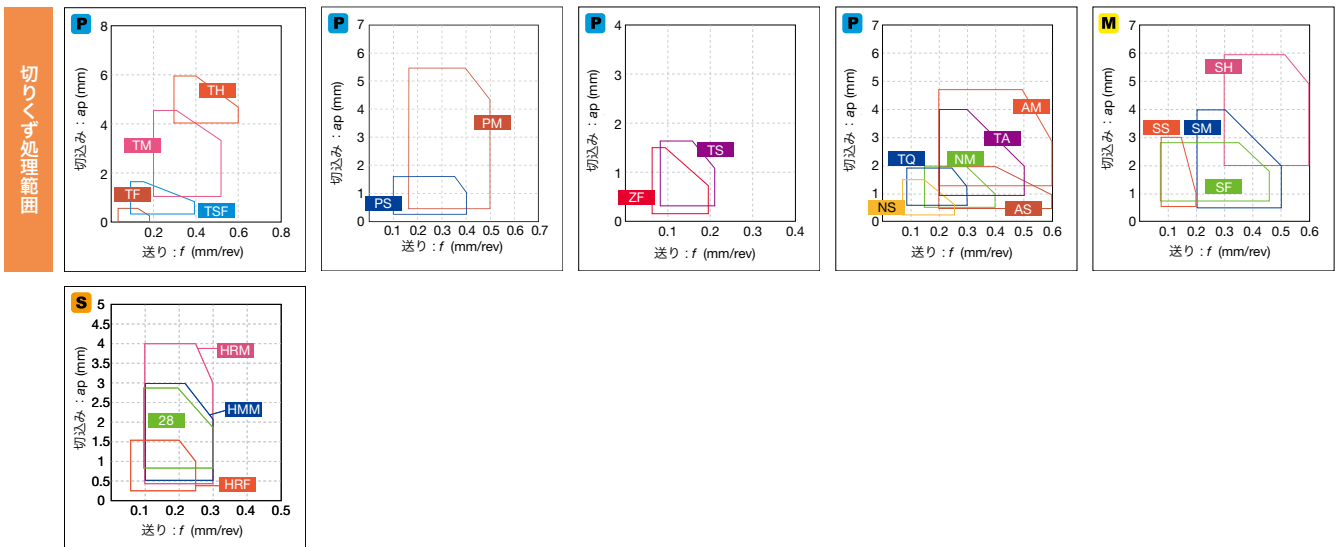 切りくず処理範囲
P
切込み : ap (mm)
8
6
4
2
0
0.2
0.4
0.6
0.8
TH
TM
TF
TSF
送り : f (mm/rev)
P
切込み : ap (mm)
7
6
5
4
3
2
1
0
0.1
0.2
0.3
0.4
0.5
0.6
0.7
PM
PS
送り : f (mm/rev)
P
切込み : ap (mm)
4
3
2
1
0
0.1
0.2
0.3
0.4
TS
ZF
送り : f (mm/rev)
P
切込み : ap (mm)
7
6
5
4
3
2
1
0
0.1
0.2
0.3
0.4
0.5
0.6
AM
TA
TQ
NM
NS
AS
送り : f (mm/rev)
M
切込み : ap (mm)
7
6
5
4
3
2
1
0
0.1
0.2
0.3
0.4
0.5
0.6
SH
SS
SM
SF
送り : f (mm/rev)
S
切込み : ap (mm)
5
4.5
4
3.5
3
2.5
2
1.5
1
0.5
0
0.1
0.2
0.3
0.4
0.5
HRM
HMM
28
HRF
送り : f (mm/rev)